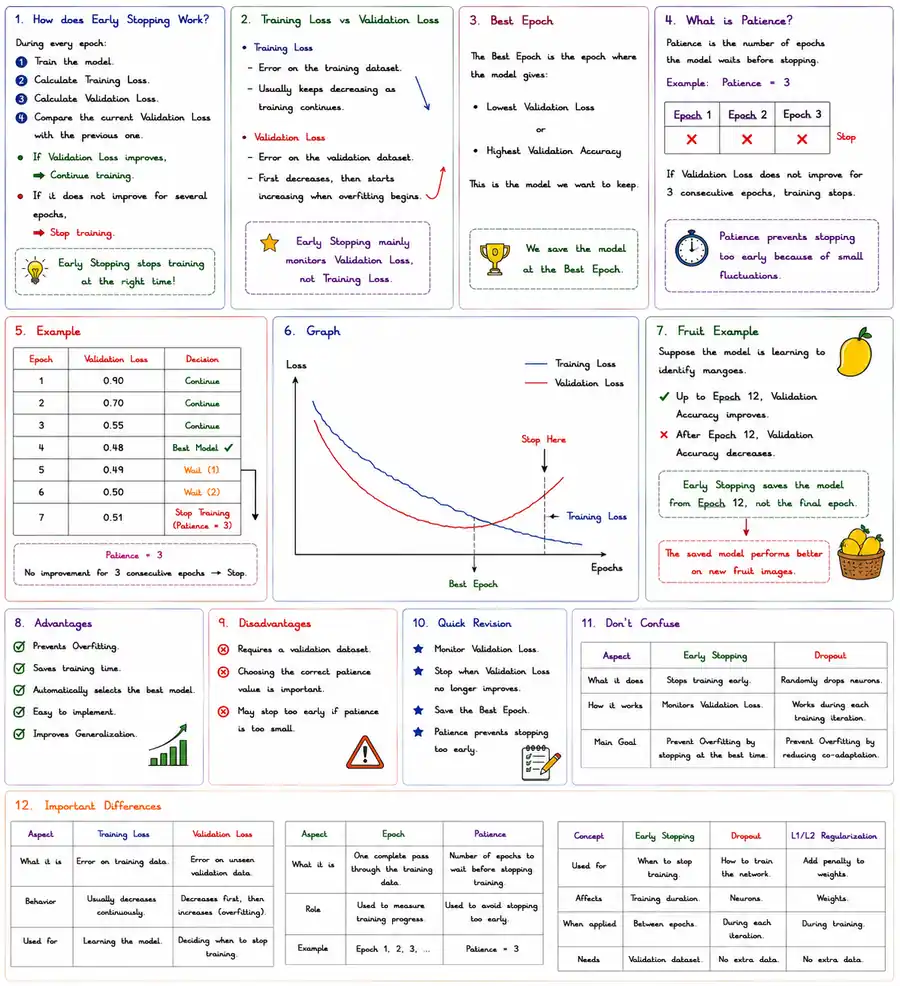 1. How does Early Stopping Work?
During every epoch:
1 Train the model.
2 Calculate Training Loss.
3 Calculate Validation Loss.
4 Compare the current Validation Loss
with the previous one.
• If Validation Loss improves,
➡ Continue training.
• If it does not improve for several
epochs,
➡ Stop training.
Early Stopping stops training
at the right time!
2. Training Loss vs Validation Loss
• Training Loss
– Error on the training dataset.
– Usually keeps decreasing as
training continues.
• Validation Loss
– Error on the validation dataset.
– First decreases, then starts
increasing when overfitting begins.
Early Stopping mainly
monitors Validation Loss,
not Training Loss.
3. Best Epoch
The Best Epoch is the epoch where
the model gives:
• Lowest Validation Loss
or
• Highest Validation Accuracy
This is the model we want to keep.
We save the model
at the Best Epoch.
4. What is Patience?
Patience is the number of epochs
the model waits before stopping.
Example: Patience = 3
Epoch 1 Epoch 2 Epoch 3
✕ ✕ ✕ Stop
If Validation Loss does not improve for
3 consecutive epochs, training stops.
Patience prevents stopping
too early because of small
fluctuations.
5. Example
Epoch Validation Loss Decision
1 0.90 Continue
2 0.70 Continue
3 0.55 Continue
4 0.48 Best Model ✓
5 0.49 Wait (1)
6 0.50 Wait (2)
7 0.51 Stop Training
(Patience = 3)
Patience = 3
No improvement for 3 consecutive epochs → Stop.
6. Graph
Loss
Training Loss
Validation Loss
Stop Here
Training Loss
Epochs
Best Epoch
7. Fruit Example
Suppose the model is learning to
identify mangoes.
✓ Up to Epoch 12, Validation
Accuracy improves.
✕ After Epoch 12, Validation
Accuracy decreases.
Early Stopping saves the model
from Epoch 12, not the final epoch.
The saved model performs better
on new fruit images.
8. Advantages
Prevents Overfitting.
Saves training time.
Automatically selects the best model.
Easy to implement.
Improves Generalization.
9. Disadvantages
Requires a validation dataset.
Choosing the correct patience
value is important.
May stop too early if patience
is too small.
10. Quick Revision
★ Monitor Validation Loss.
★ Stop when Validation Loss
no longer improves.
★ Save the Best Epoch.
★ Patience prevents stopping
too early.
11. Don't Confuse
Aspect Early Stopping Dropout
What it does Stops training early. Randomly drops neurons.
How it works Monitors Validation Loss. Works during each
training iteration.
Main Goal Prevent Overfitting by Prevent Overfitting by
stopping at the best time. reducing co-adaptation.
12. Important Differences
Aspect Training Loss Validation Loss
What it is Error on training data. Error on unseen
validation data.
Behavior Usually decreases Decreases first, then
continuously. increases (overfitting).
Used for Learning the model. Deciding when to stop
training.
Aspect Epoch Patience
What it is One complete pass Number of epochs to
through the training wait before stopping
data. training.
Role Used to measure Used to avoid stopping
training progress. too early.
Example Epoch 1, 2, 3, ... Patience = 3
Concept Early Stopping Dropout L1/L2 Regularization
Used for When to stop How to train Add penalty to
training. the network. weights.
Affects Training duration. Neurons. Weights.
When applied Between epochs. During each During training.
iteration.
Needs Validation dataset. No extra data. No extra data.